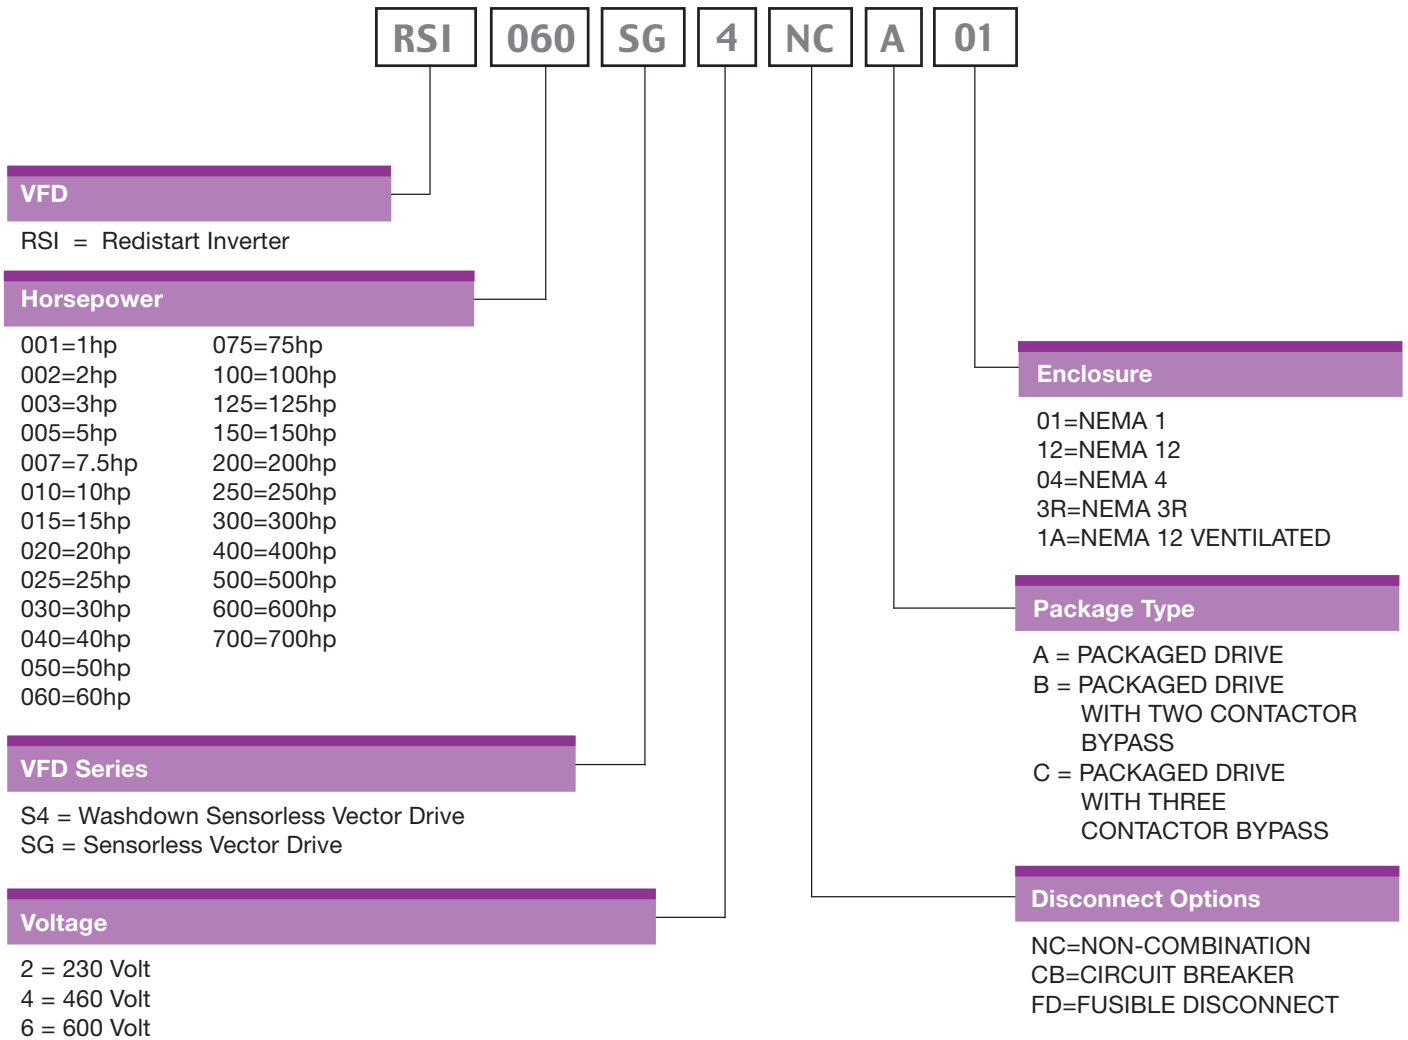 RSI 060 SG 4 NC A 01
VFD
RSI = Redistart Inverter
Horsepower
001=1hp
002=2hp
003=3hp
005=5hp
007=7.5hp
010=10hp
015=15hp
020=20hp
025=25hp
030=30hp
040=40hp
050=50hp
060=60hp
075=75hp
100=100hp
125=125hp
150=150hp
200=200hp
250=250hp
300=300hp
400=400hp
500=500hp
600=600hp
700=700hp
VFD Series
S4 = Washdown Sensorless Vector Drive
SG = Sensorless Vector Drive
Voltage
2 = 230 Volt
4 = 460 Volt
6 = 600 Volt
Enclosure
01=NEMA 1
12=NEMA 12
04=NEMA 4
3R=NEMA 3R
1A=NEMA 12 VENTILATED
Package Type
A = PACKAGED DRIVE
B = PACKAGED DRIVE
WITH TWO CONTACTOR
BYPASS
C = PACKAGED DRIVE
WITH THREE
CONTACTOR BYPASS
Disconnect Options
NC=NON-COMBINATION
CB=CIRCUIT BREAKER
FD=FUSIBLE DISCONNECT